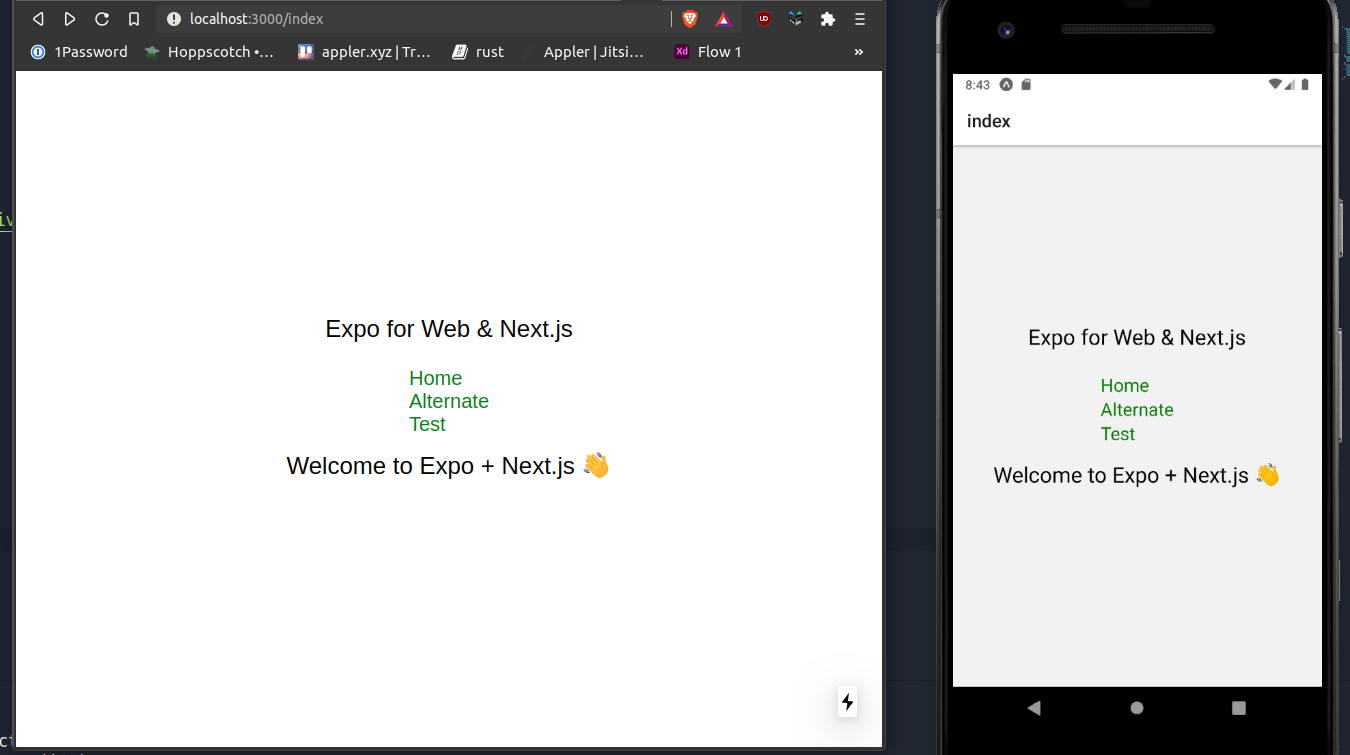 localhost:3000/index
1Password
Hoppscotch •...
appler.xyz | Tr...
rust
Appler | Jitsi...
Xd
Flow 1
»
Expo for Web & Next.js
Home
Alternate
Test
Welcome to Expo + Next.js 👋
8:43
index
Expo for Web & Next.js
Home
Alternate
Test
Welcome to Expo + Next.js 👋